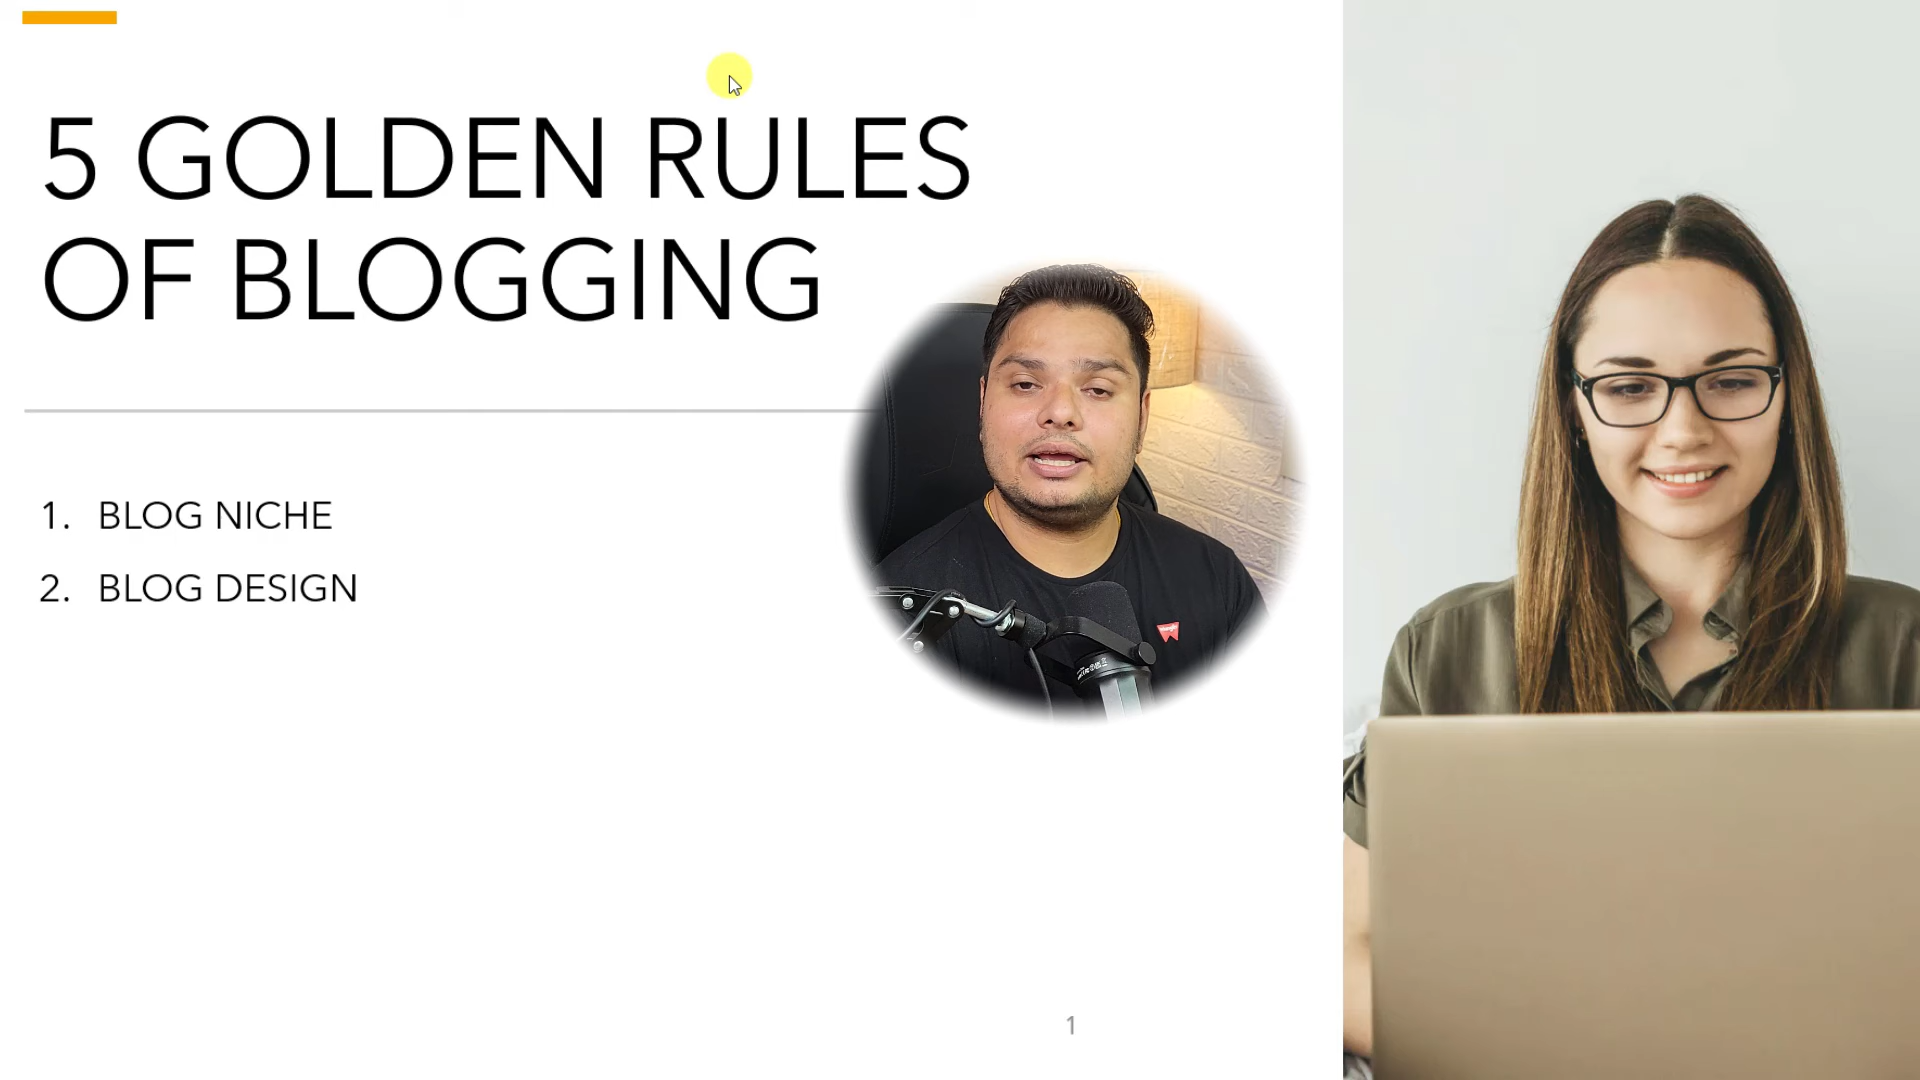 5 GOLDEN RULES
OF BLOGGING
1. BLOG NICHE
2. BLOG DESIGN
1